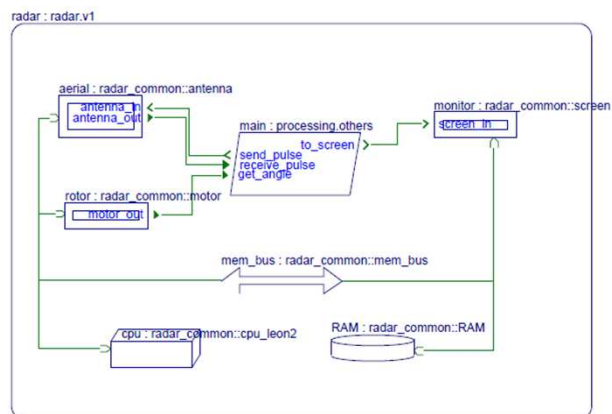 radar : radar.v1
aerial : radar_common::antenna
antenna_in
antenna_out
main : processing.others
to_screen
send_pulse
receive_pulse
get_angle
monitor : radar_common::screen
screen_in
rotor : radar_common::motor
motor_out
mem_bus : radar_common::mem_bus
cpu : radar_common::cpu_leon2
RAM : radar_common::RAM